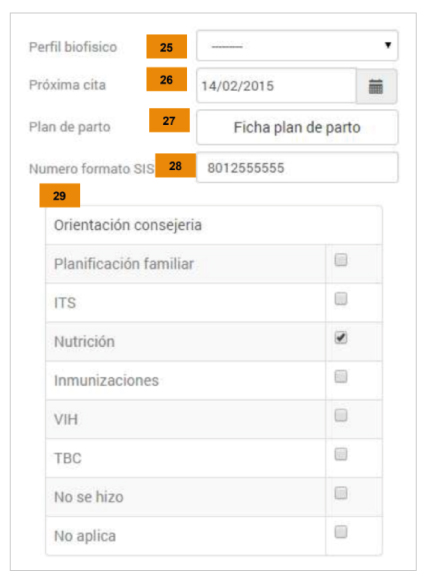 Perfil biofisico 25 ---------
Próxima cita 26 14/02/2015
Plan de parto 27 Ficha plan de parto
Numero formato SIS 28 8012555555
29
Orientación consejeria
Planificación familiar
ITS
Nutrición
Inmunizaciones
VIH
TBC
No se hizo
No aplica